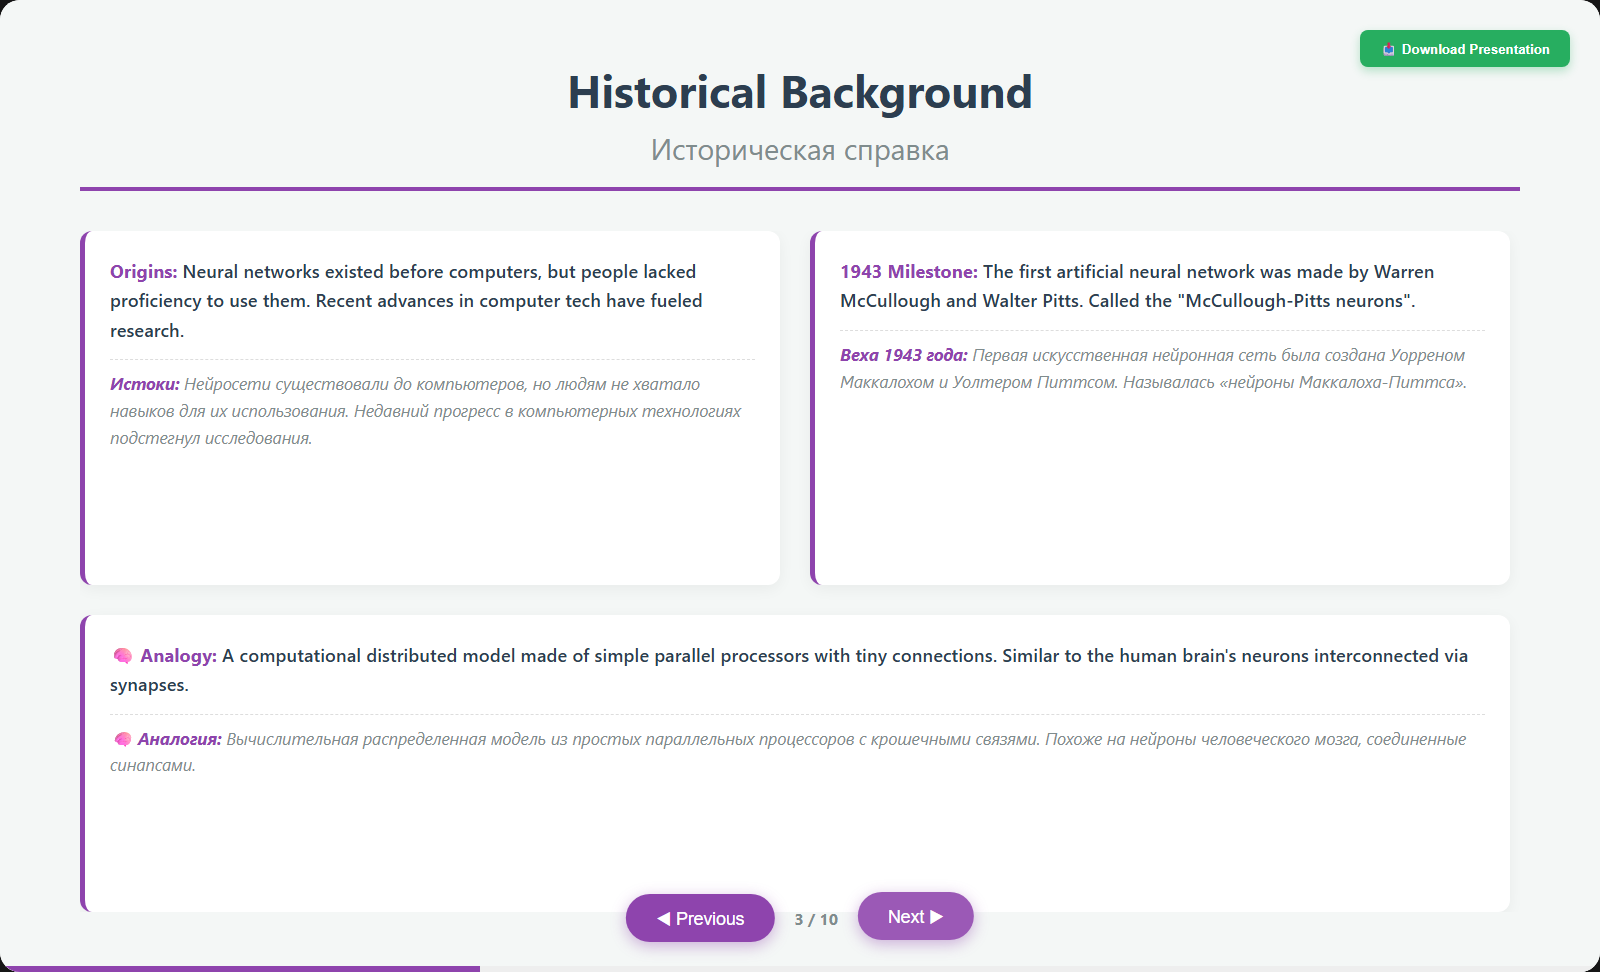 Download Presentation
Historical Background
Историческая справка
Origins: Neural networks existed before computers, but people lacked
proficiency to use them. Recent advances in computer tech have fueled
research.
Истоки: Нейросети существовали до компьютеров, но людям не хватало
навыков для их использования. Недавний прогресс в компьютерных технологиях
подстегнул исследования.
1943 Milestone: The first artificial neural network was made by Warren
McCullough and Walter Pitts. Called the "McCullough-Pitts neurons".
Веха 1943 года: Первая искусственная нейронная сеть была создана Уорреном
Маккалохом и Уолтером Питтсом. Называлась «нейроны Маккалоха-Питтса».
🧠 Analogy: A computational distributed model made of simple parallel processors with tiny connections. Similar to the human brain's neurons interconnected via
synapses.
🧠 Аналогия: Вычислительная распределенная модель из простых параллельных процессоров с крошечными связями. Похоже на нейроны человеческого мозга, соединенные
синапсами.
◀ Previous
3 / 10
Next ▶